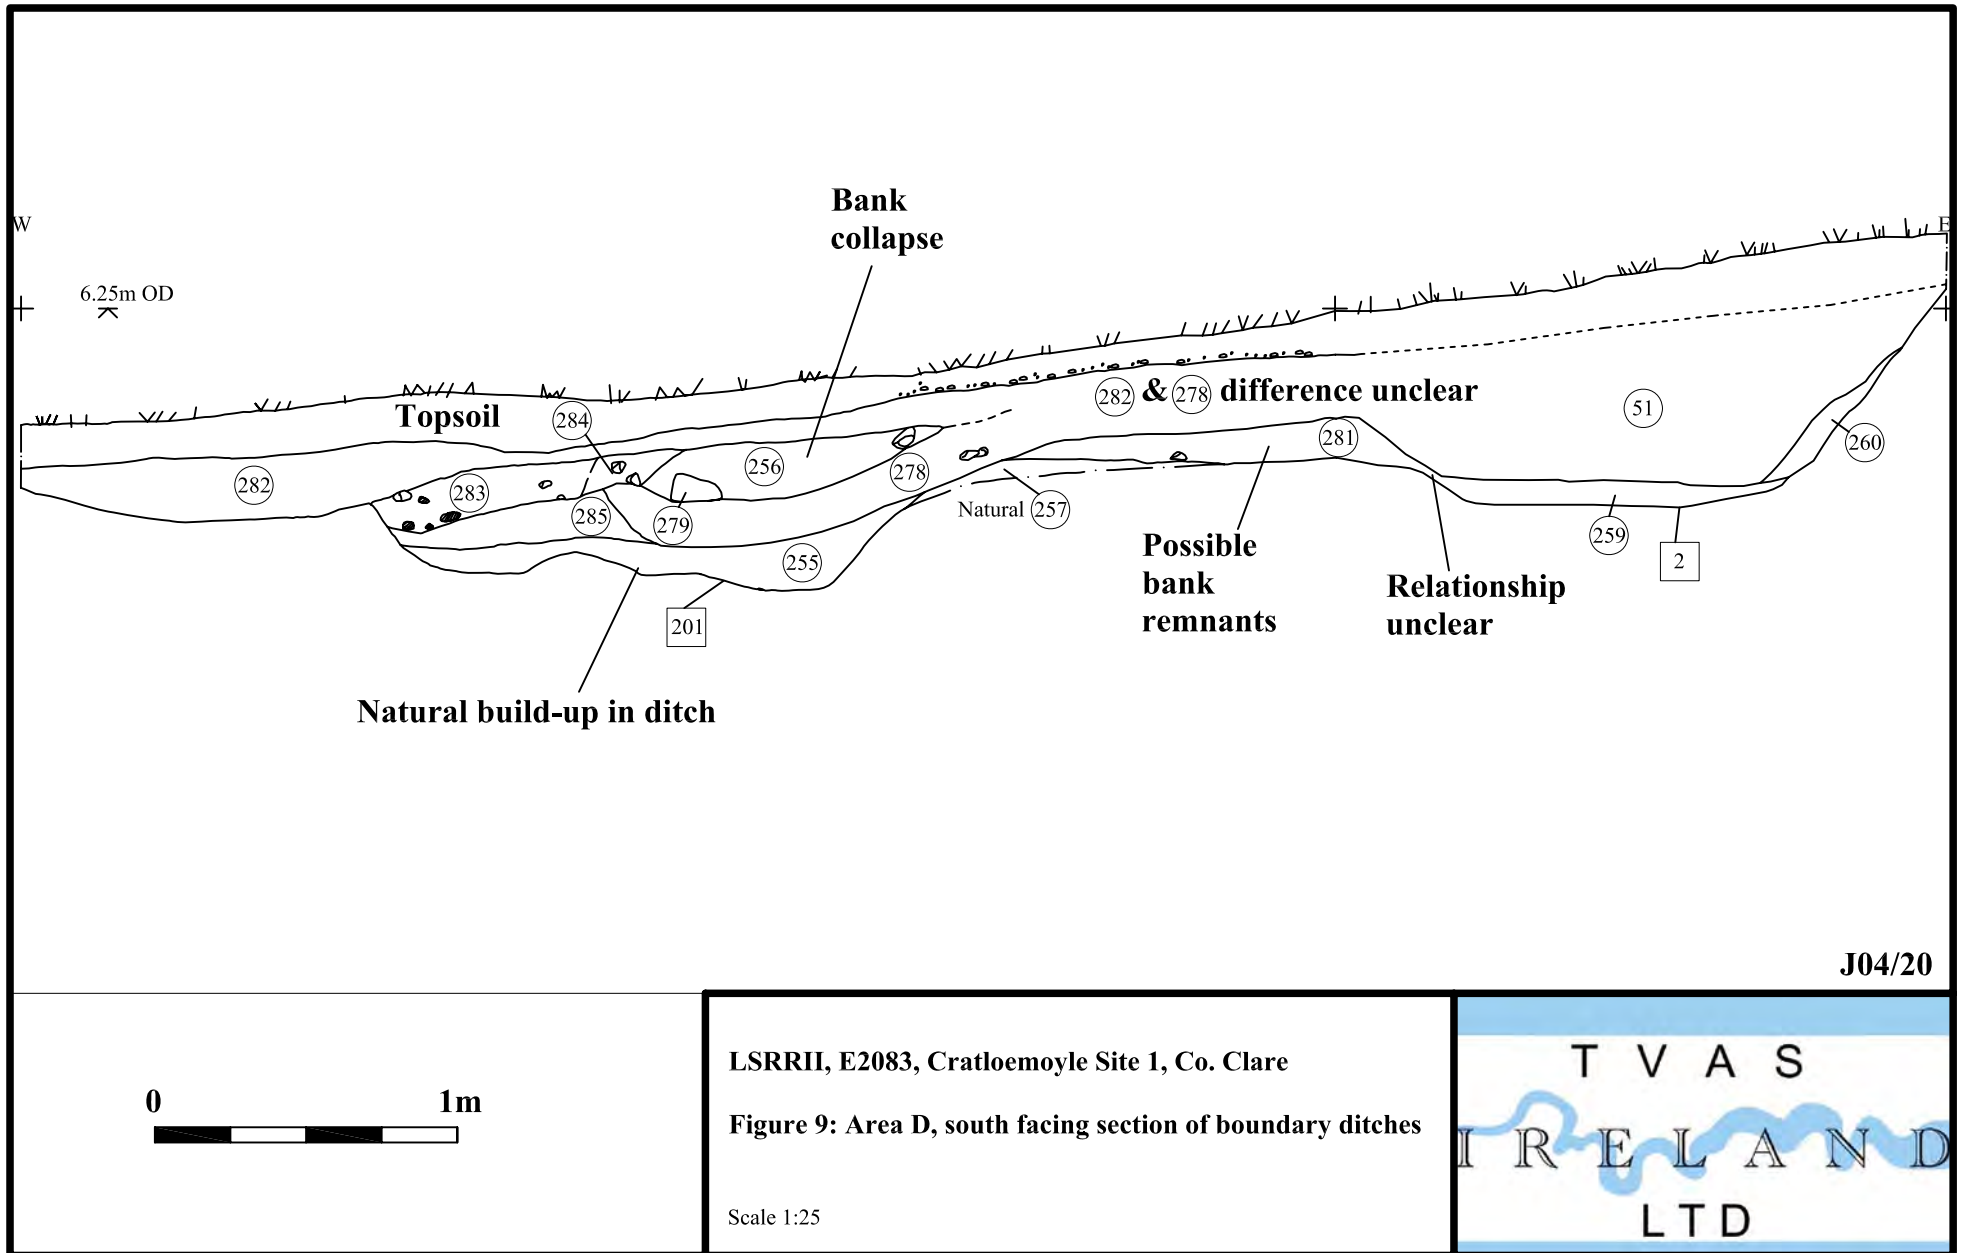 W
E
6.25m OD
Bank
collapse
Topsoil
284
282 & 278 difference unclear
51
281
260
282
283
256
278
285
279
Natural 257
255
259
2
201
Possible
bank
remnants
Relationship
unclear
Natural build-up in ditch
J04/20
0 1m
LSRRII, E2083, Cratloemoyle Site 1, Co. Clare
Figure 9: Area D, south facing section of boundary ditches
Scale 1:25
T V A S
I R E L A N D
L T D